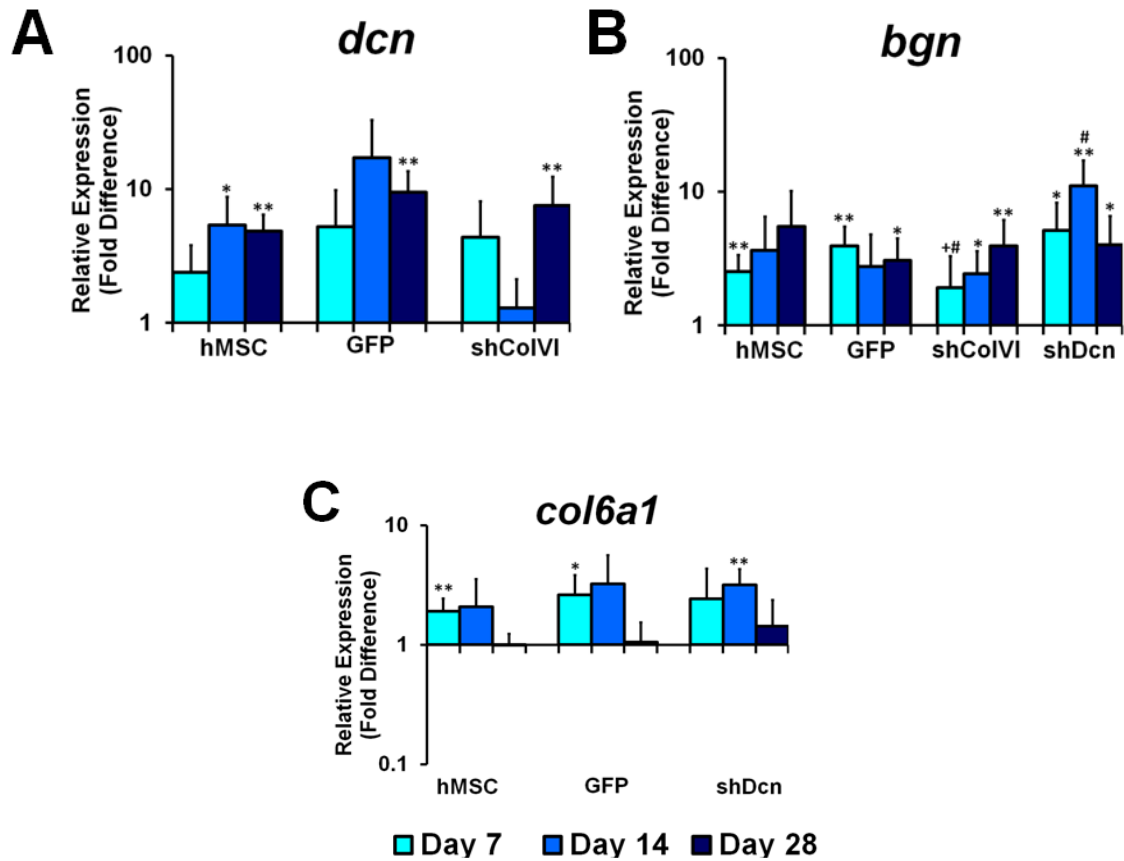 A
dcn
Relative Expression
(Fold Difference)
100
10
1
*
**
**
**
hMSC
GFP
shColVI
B
bgn
Relative Expression
(Fold Difference)
100
10
1
**
**
*
+#
*
**
*
#
**
*
hMSC
GFP
shColVI
shDcn
C
col6a1
Relative Expression
(Fold Difference)
10
1
0.1
**
*
**
hMSC
GFP
shDcn
Day 7
Day 14
Day 28